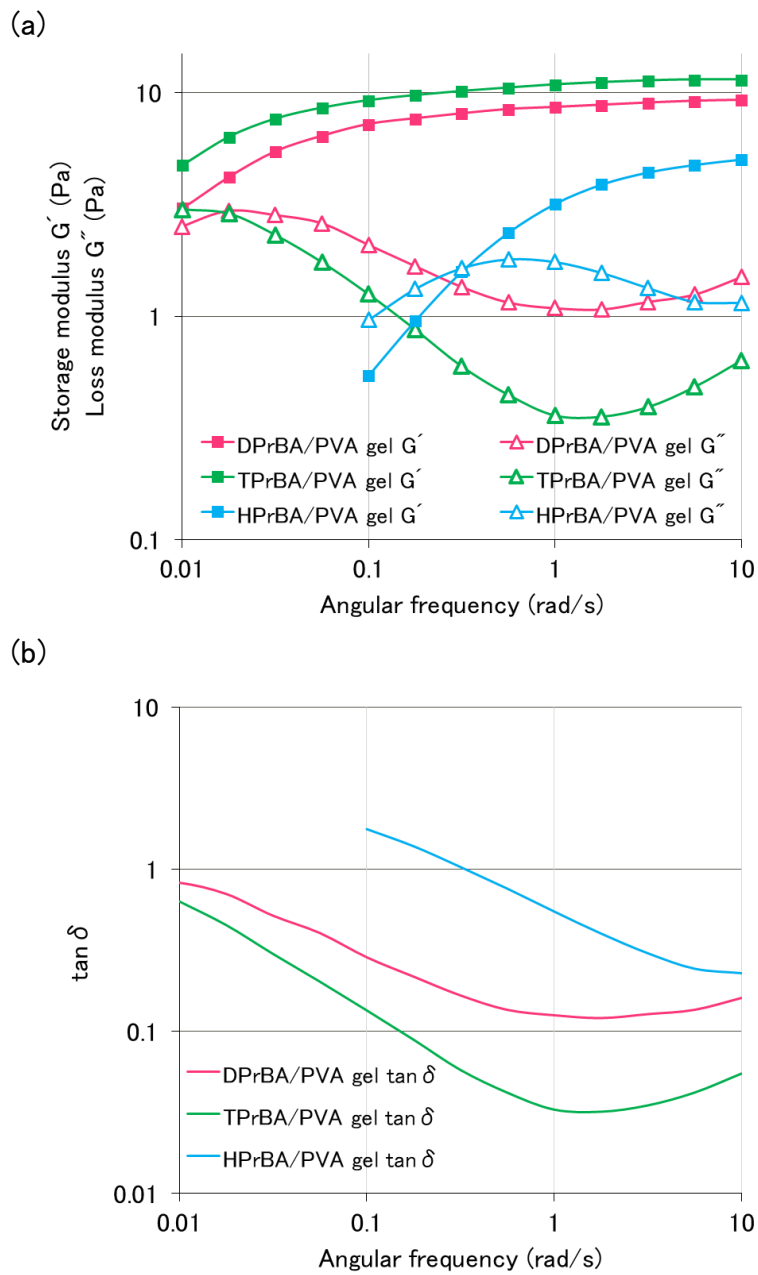 (a)
Storage modulus G´ (Pa)
Loss modulus G˝ (Pa)
10
1
0.1
DPrBA/PVA gel G´
DPrBA/PVA gel G˝
TPrBA/PVA gel G´
TPrBA/PVA gel G˝
HPrBA/PVA gel G´
HPrBA/PVA gel G˝
0.01
0.1
1
10
Angular frequency (rad/s)
(b)
tan δ
10
1
0.1
0.01
DPrBA/PVA gel tan δ
TPrBA/PVA gel tan δ
HPrBA/PVA gel tan δ
0.01
0.1
1
10
Angular frequency (rad/s)